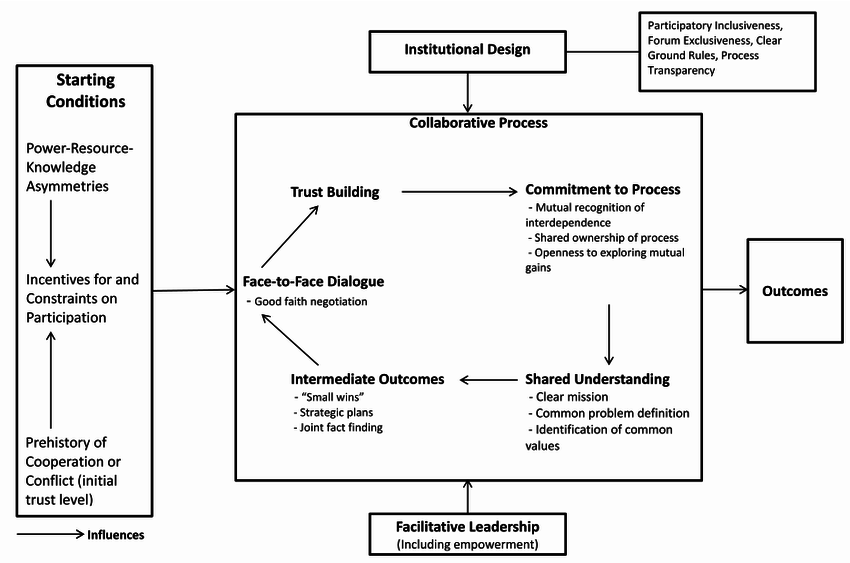 Institutional Design
Participatory Inclusiveness,
Forum Exclusiveness, Clear
Ground Rules, Process
Transparency
Starting
Conditions
Power-Resource-
Knowledge
Asymmetries
Incentives for and
Constraints on
Participation
Prehistory of
Cooperation or
Conflict (initial
trust level)
Influences
Collaborative Process
Trust Building
Commitment to Process
- Mutual recognition of
interdependence
- Shared ownership of process
- Openness to exploring mutual
gains
Face-to-Face Dialogue
- Good faith negotiation
Intermediate Outcomes
- “Small wins”
- Strategic plans
- Joint fact finding
Shared Understanding
- Clear mission
- Common problem definition
- Identification of common
values
Outcomes
Facilitative Leadership
(Including empowerment)